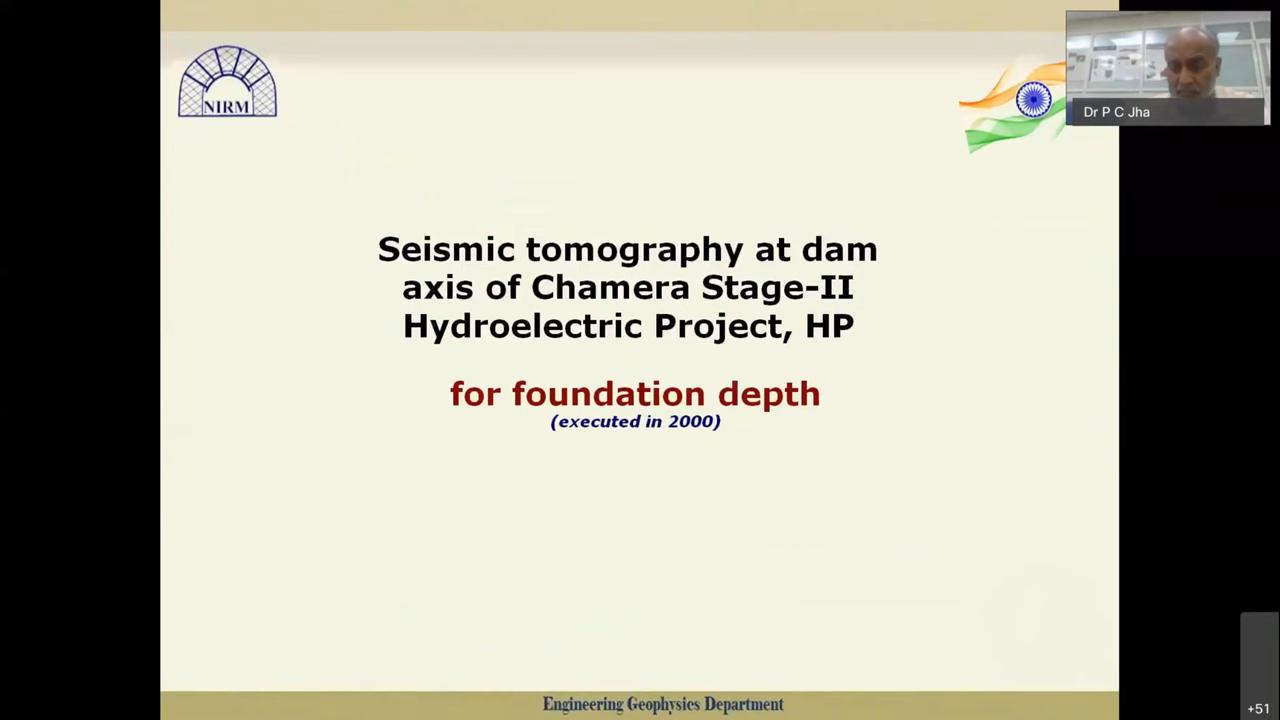 NIRM
Dr P C Jha
Seismic tomography at dam
axis of Chamera Stage-II
Hydroelectric Project, HP
for foundation depth
(executed in 2000)
Engineering Geophysics Department
+51